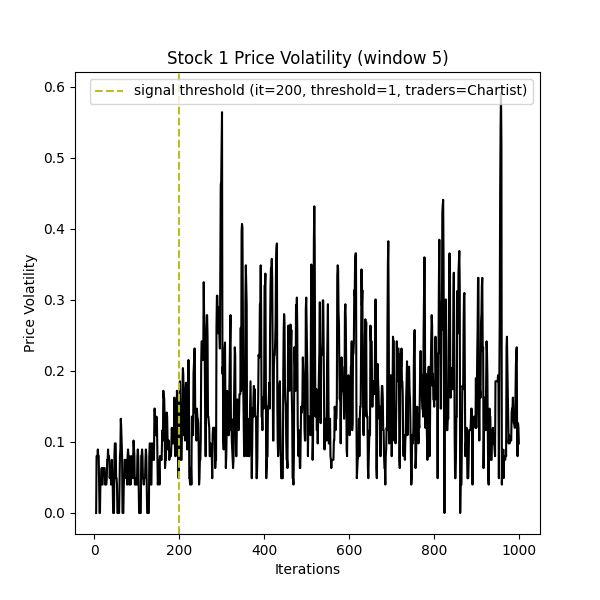 Stock 1 Price Volatility (window 5)
signal threshold (it=200, threshold=1, traders=Chartist)
Price Volatility
0.6
0.5
0.4
0.3
0.2
0.1
0.0
0 200 400 600 800 1000
Iterations